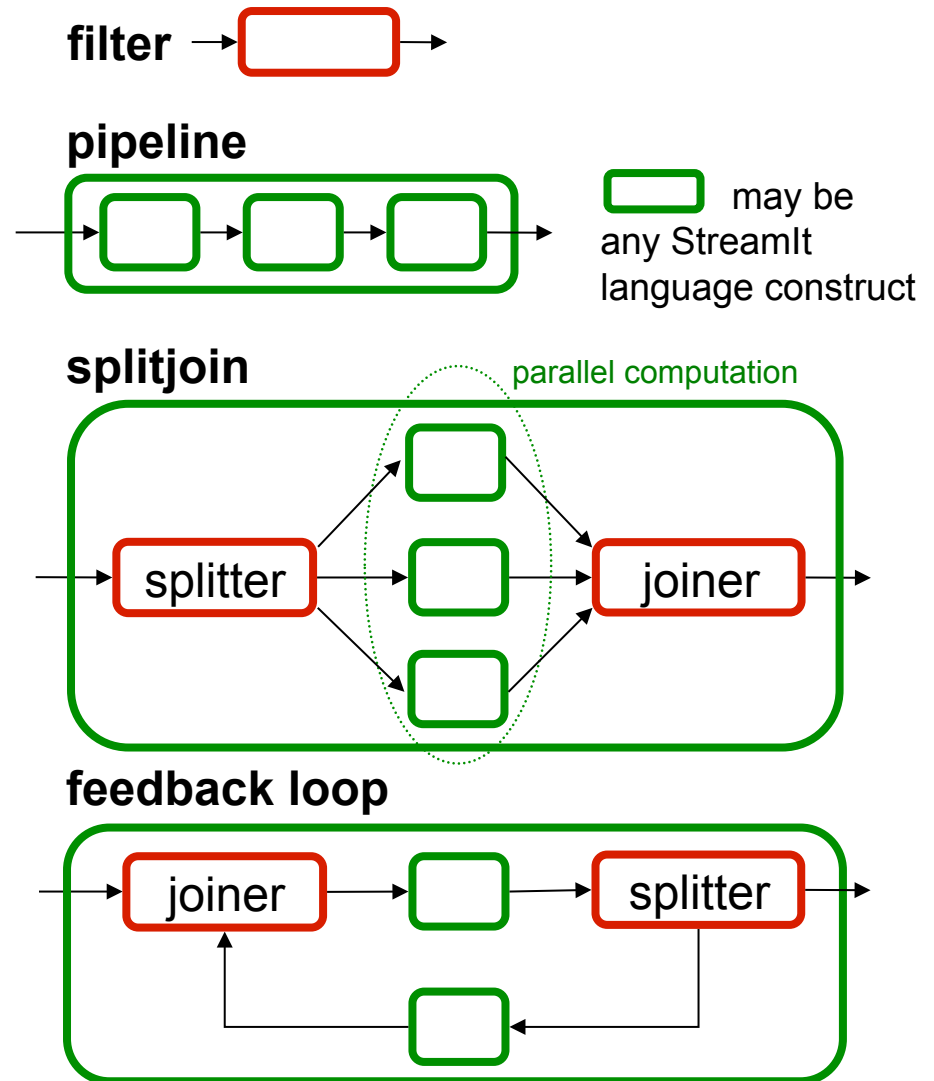 filter
pipeline
may be
any StreamIt
language construct
splitjoin
parallel computation
splitter
joiner
feedback loop
joiner
splitter